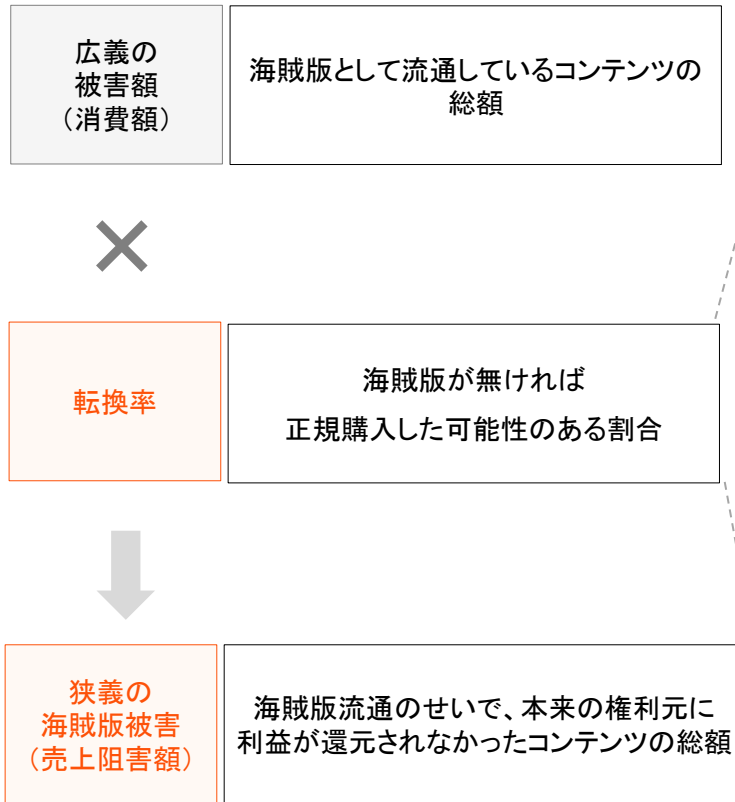 広義の
被害額
（消費額）
海賊版として流通しているコンテンツの
総額
×
転換率
海賊版が無ければ
正規購入した可能性のある割合
狭義の
海賊版被害
（売上阻害額）
海賊版流通のせいで、本来の権利元に
利益が還元されなかったコンテンツの総額